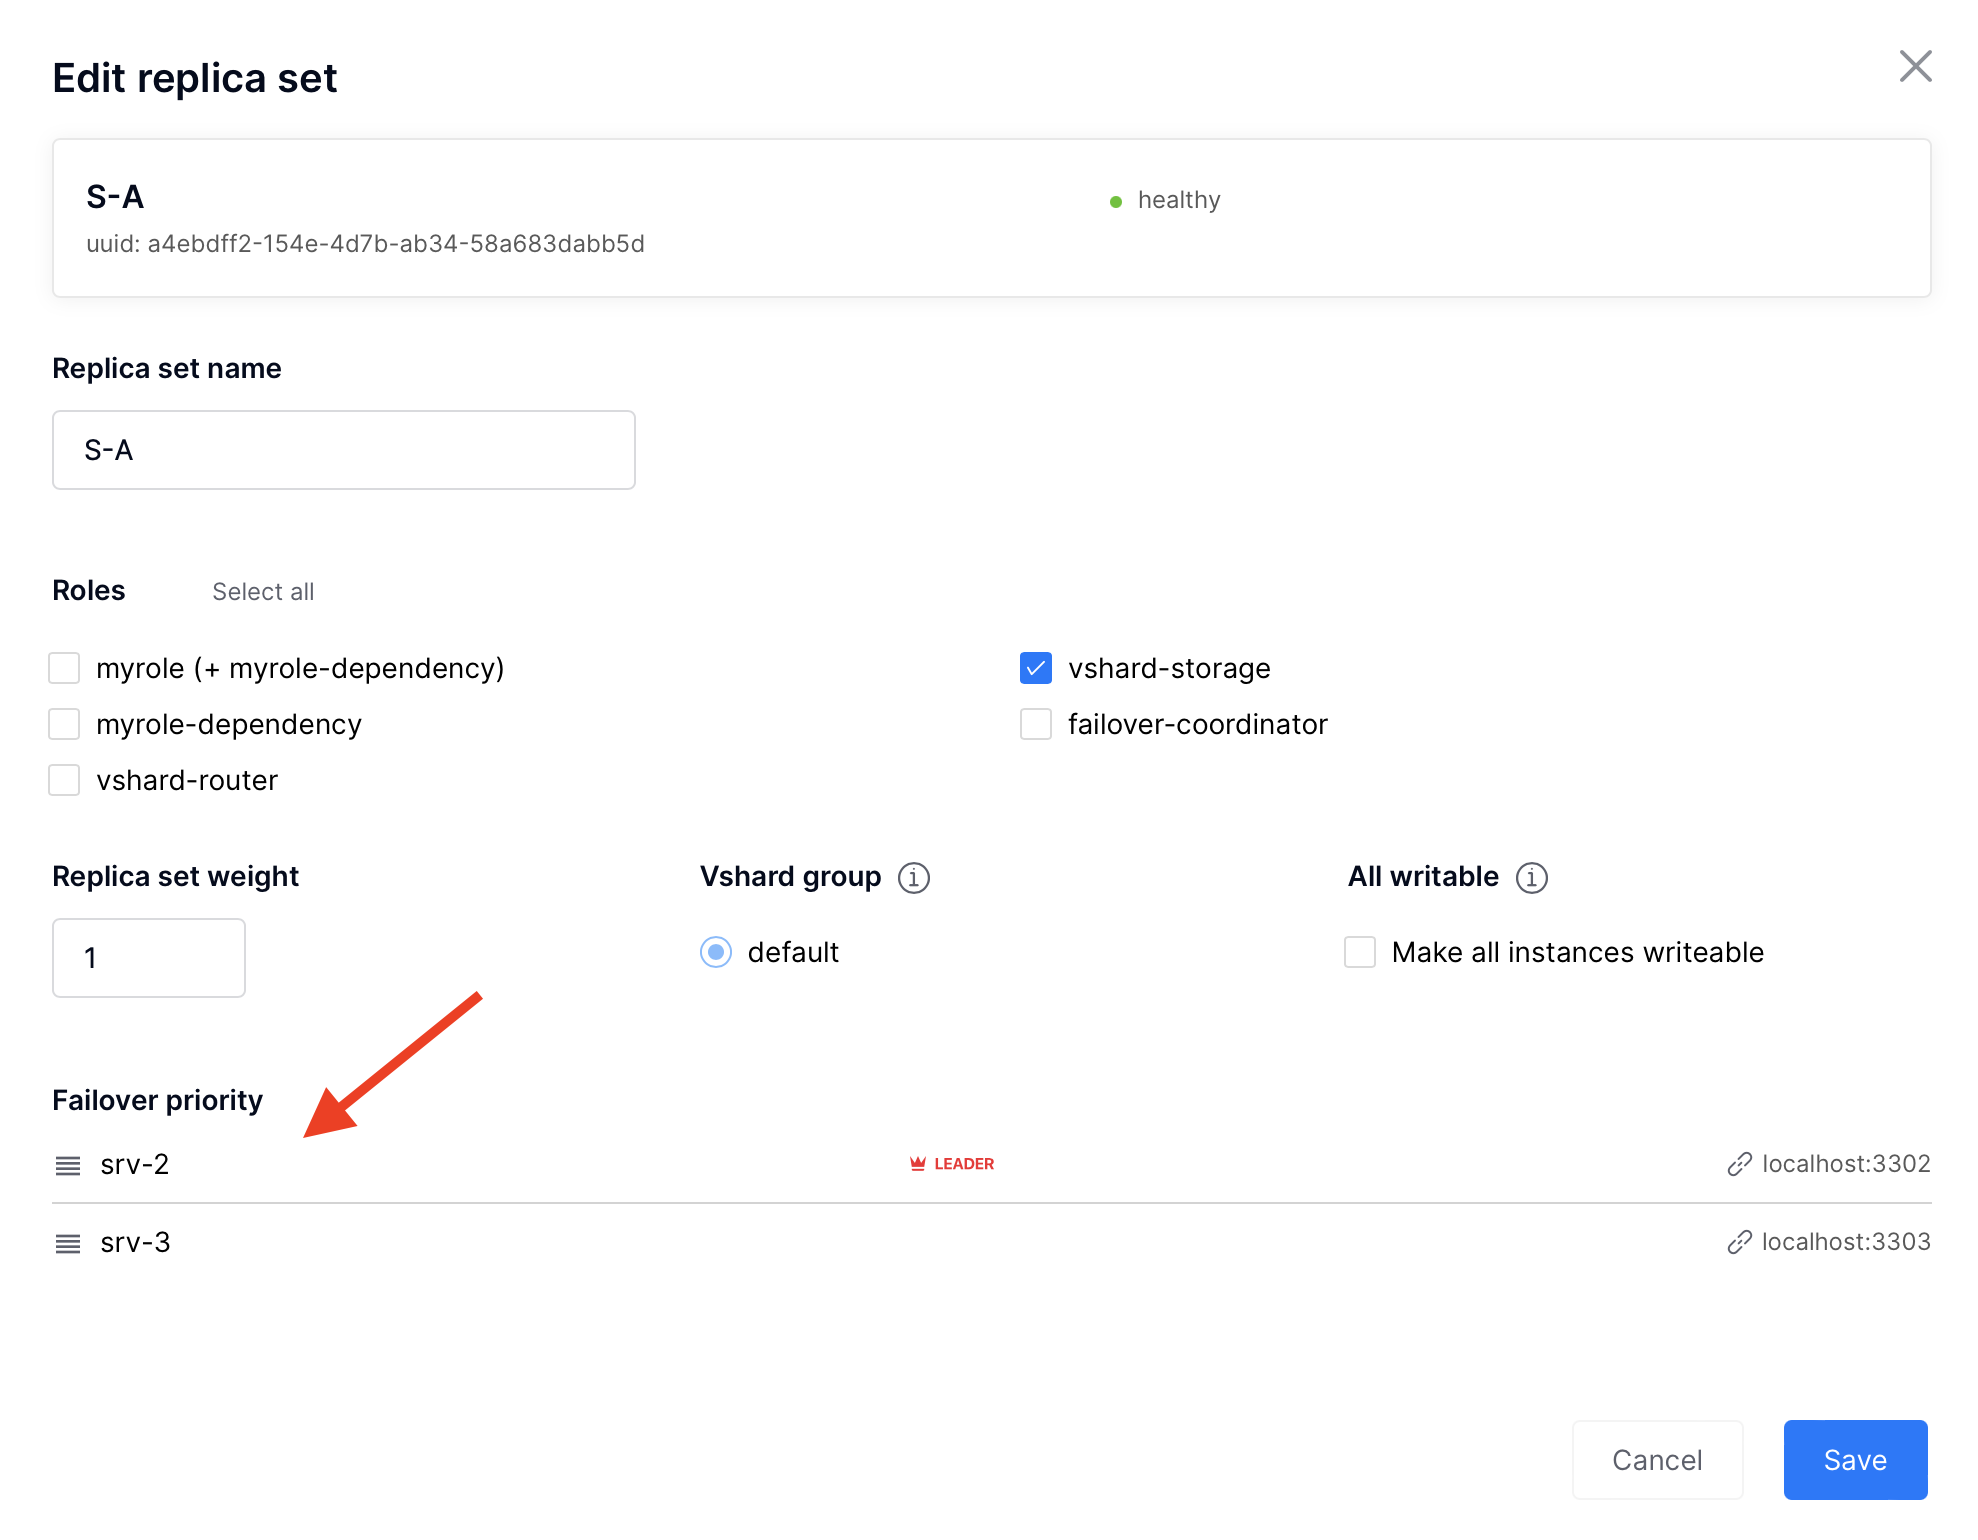 Edit replica set
S-A
healthy
uuid: a4ebdff2-154e-4d7b-ab34-58a683dabb5d
Replica set name
S-A
Roles Select all
myrole (+ myrole-dependency)
vshard-storage
myrole-dependency
failover-coordinator
vshard-router
Replica set weight
Vshard group
All writable
1
default
Make all instances writeable
Failover priority
srv-2 LEADER localhost:3302
srv-3 localhost:3303
Cancel Save